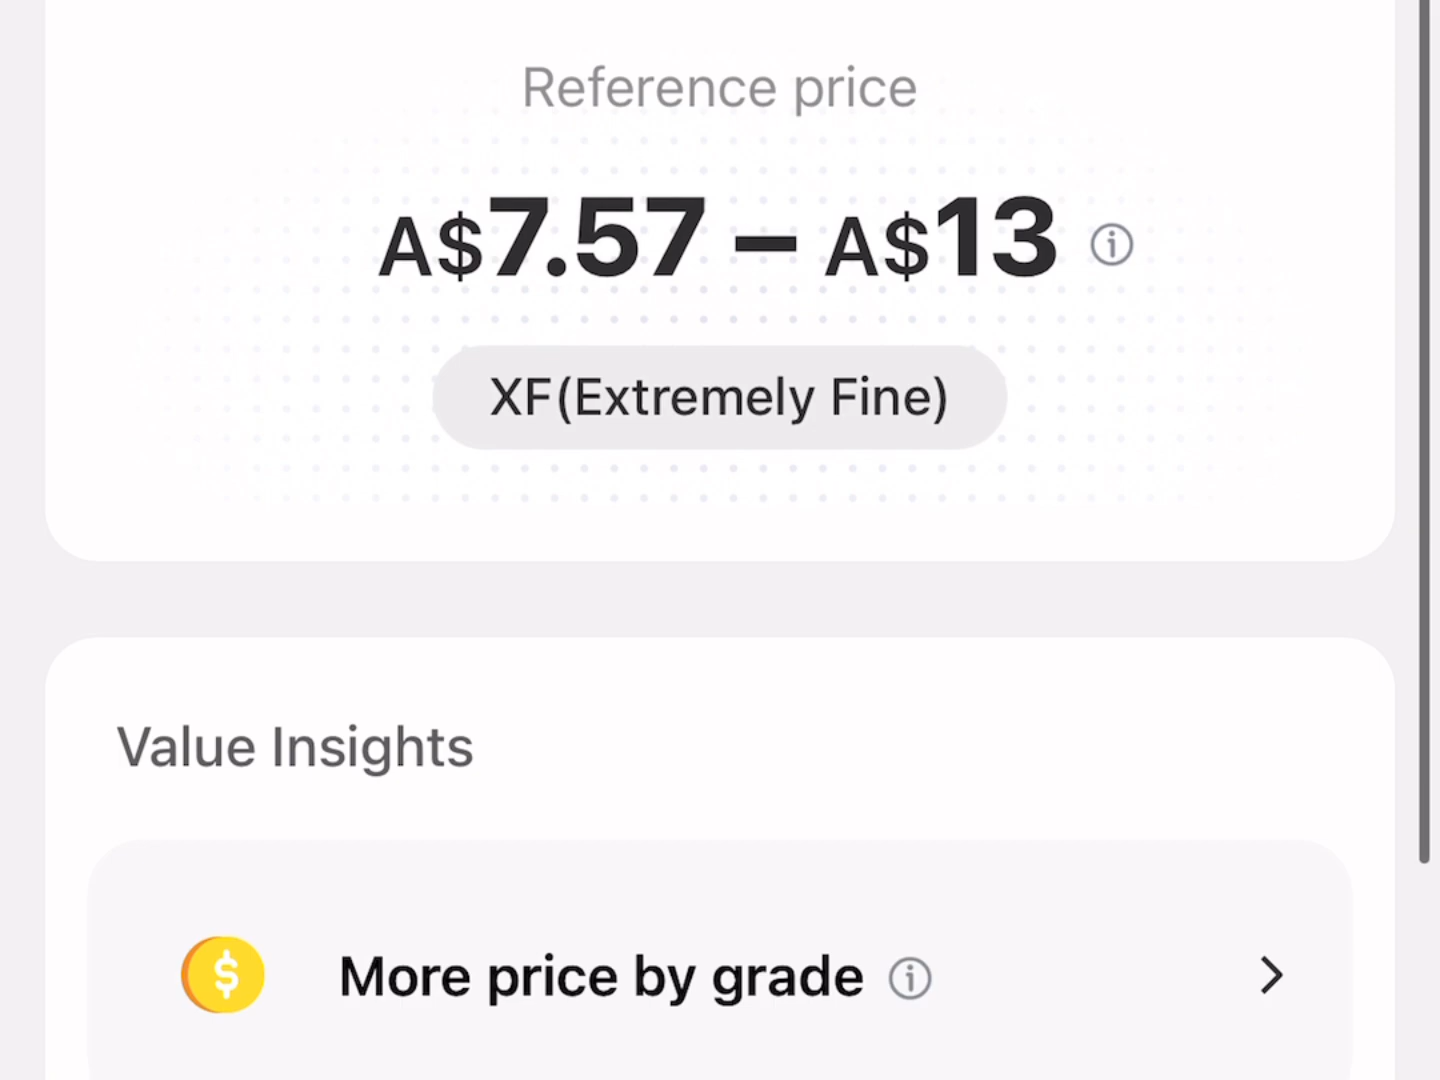 Reference price
A$7.57 – A$13
XF(Extremely Fine)
Value Insights
$ More price by grade